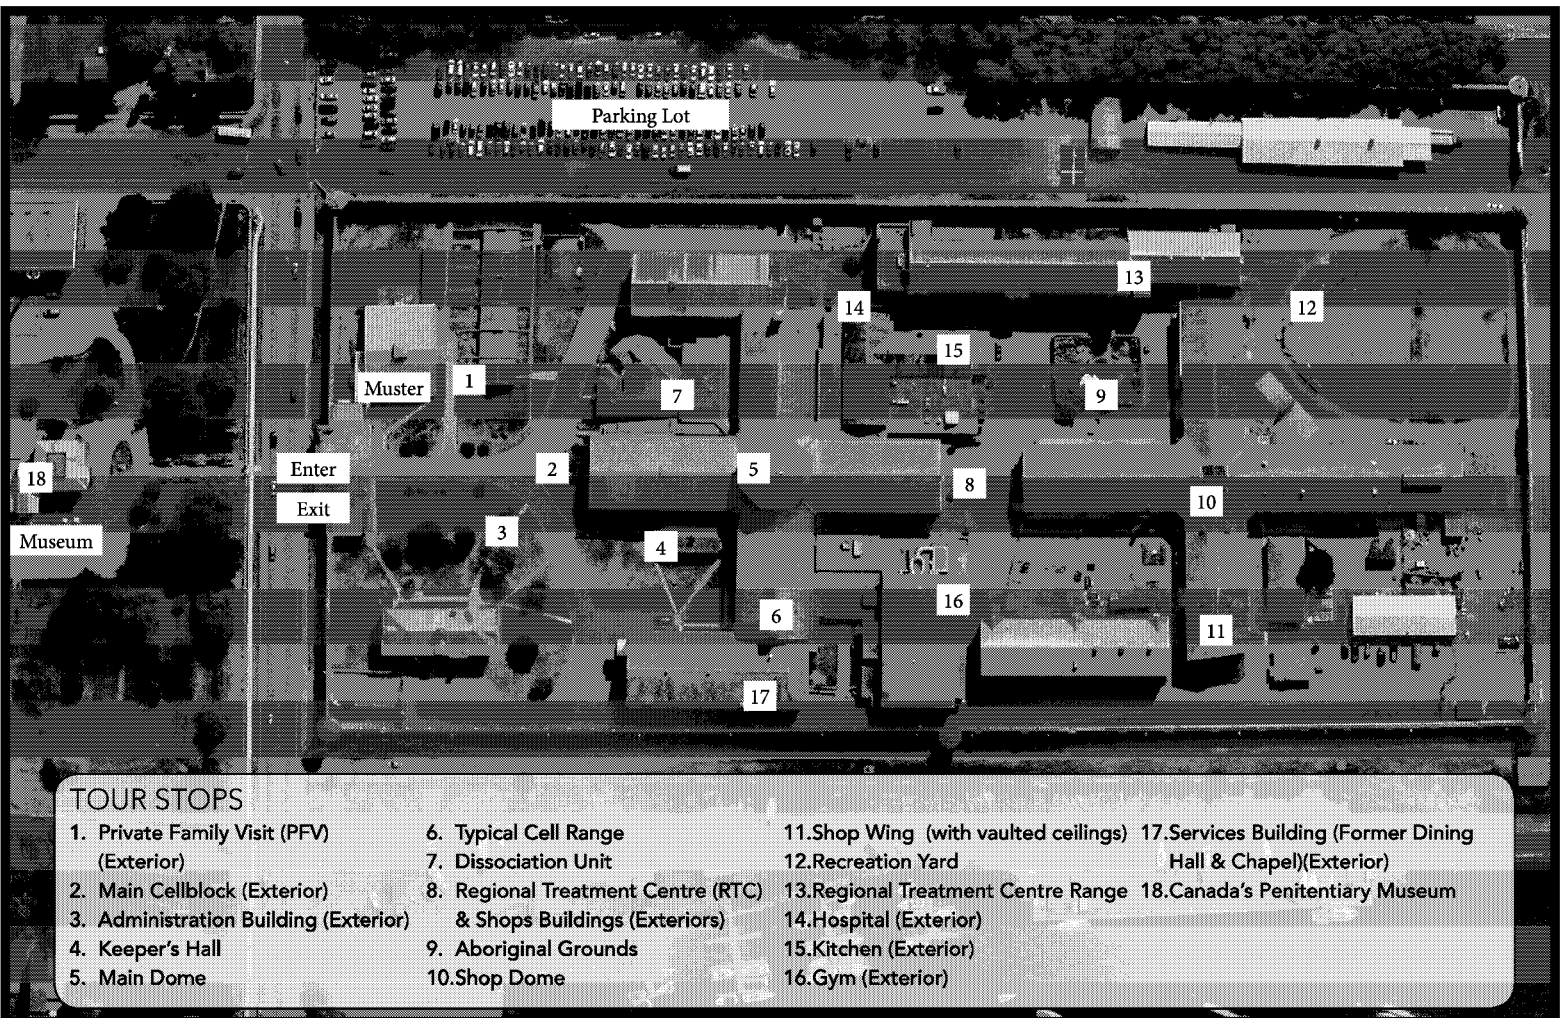 Parking Lot
13
14
12
15
Muster
1
7
9
Enter
2
5
18
8
10
Exit
3
Museum
4
16
6
11
17
TOUR STOPS
1. Private Family Visit (PFV)
(Exterior)
2. Main Cellblock (Exterior)
3. Administration Building (Exterior)
4. Keeper's Hall
5. Main Dome
6. Typical Cell Range
7. Dissociation Unit
8. Regional Treatment Centre (RTC)
& Shops Buildings (Exteriors)
9. Aboriginal Grounds
10.Shop Dome
11.Shop Wing (with vaulted ceilings)
12.Recreation Yard
13.Regional Treatment Centre Range
14.Hospital (Exterior)
15.Kitchen (Exterior)
16.Gym (Exterior)
17.Services Building (Former Dining
Hall & Chapel)(Exterior)
18.Canada's Penitentiary Museum